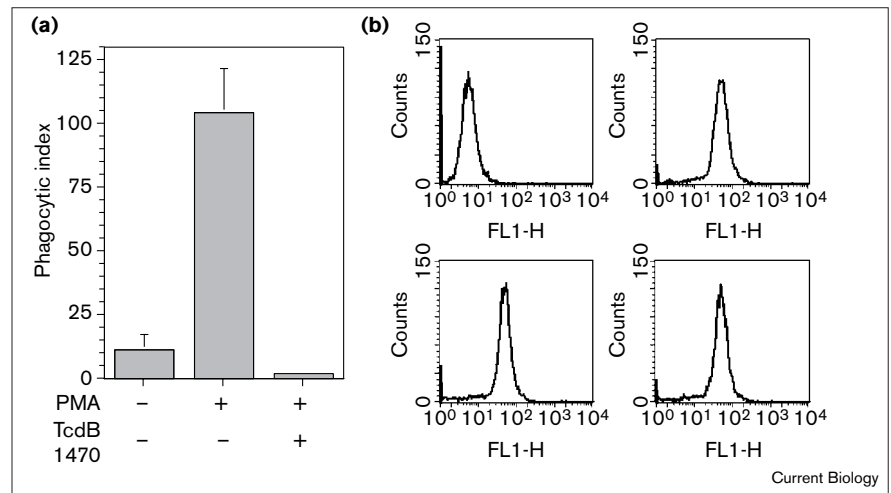 (a)
125
100
75
50
25
0
Phagocytic index
PMA − + +
TcdB 1470 − − +
(b)
150
Counts
0
10⁰ 10¹ 10² 10³ 10⁴
FL1-H
150
Counts
0
10⁰ 10¹ 10² 10³ 10⁴
FL1-H
150
Counts
0
10⁰ 10¹ 10² 10³ 10⁴
FL1-H
150
Counts
0
10⁰ 10¹ 10² 10³ 10⁴
FL1-H
Current Biology